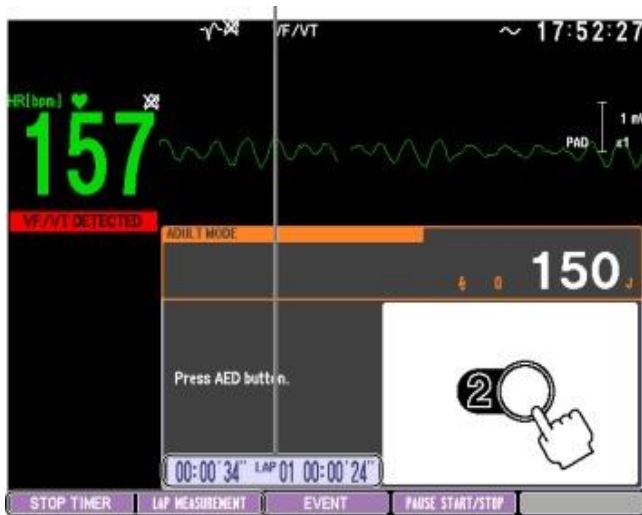 VF/VT
17:52:27
HR[bpm]
157
1 mV
PAD
x1
VF/VT DETECTED
ADULT MODE
150 J
Press AED button.
2
00:00'34" LAP 01 00:00'24"
STOP TIMER
LAP MEASUREMENT
EVENT
PAUSE START/STOP